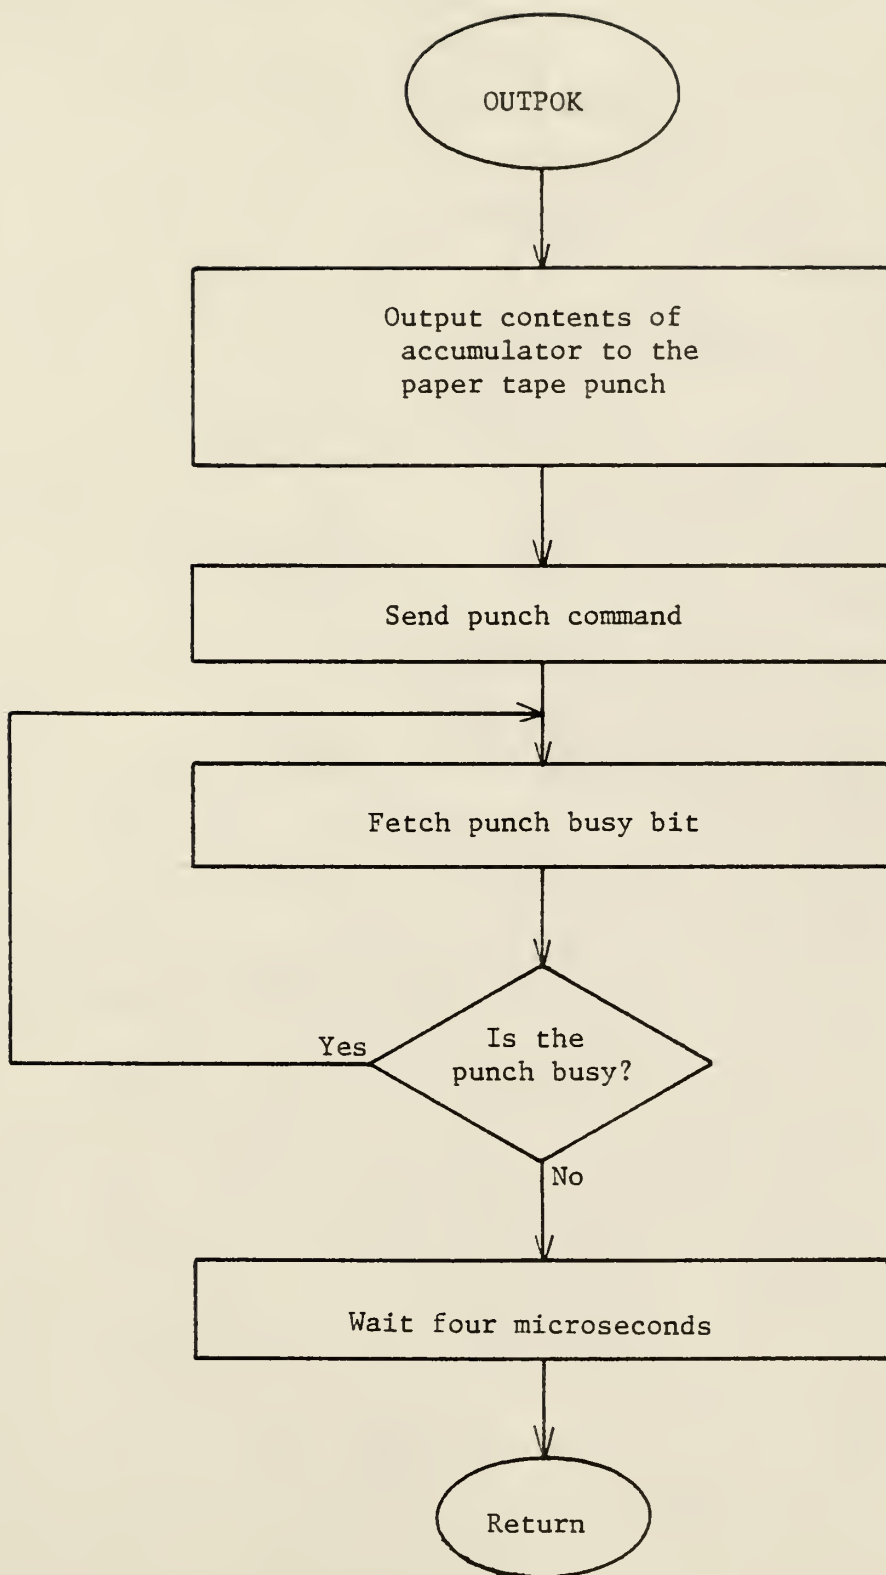 OUTPOK
Output contents of
accumulator to the
paper tape punch
Send punch command
Fetch punch busy bit
Is the
punch busy?
Yes
No
Wait four microseconds
Return